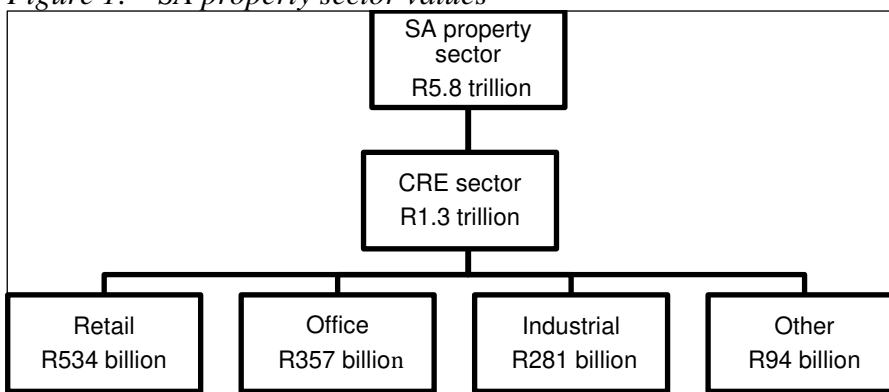 Figure 1: SA property sector values
SA property
sector
R5.8 trillion
CRE sector
R1.3 trillion
Retail
R534 billion
Office
R357 billion
Industrial
R281 billion
Other
R94 billion